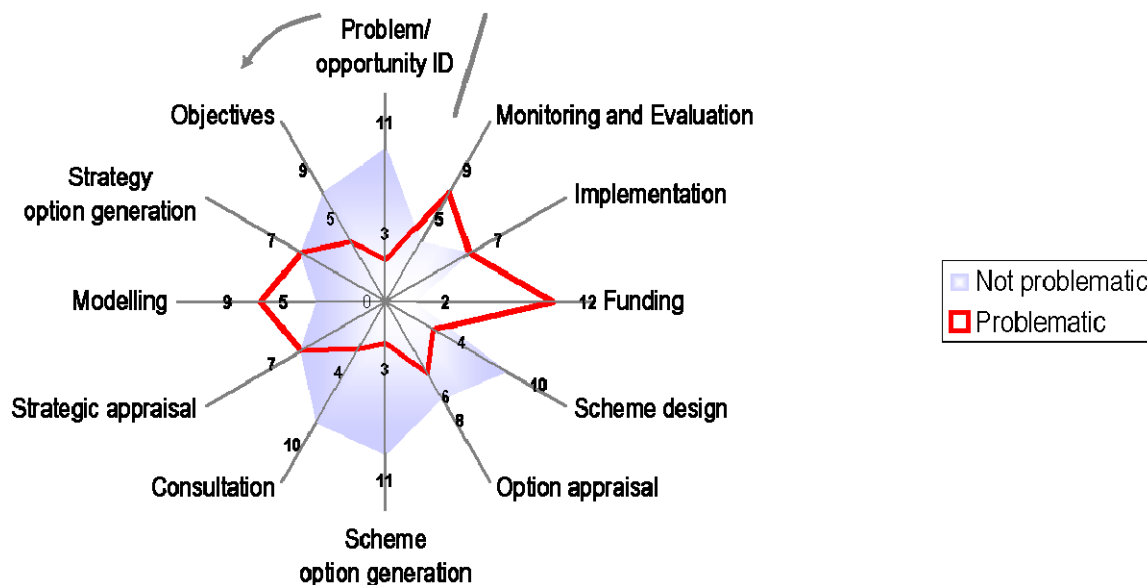 Problem/
opportunity ID
Objectives
11
Monitoring and Evaluation
9
9
Strategy
option generation
Implementation
5
3
5
7
7
Modelling
9
5
0
2
12
Funding
Not problematic
Problematic
7
4
3
4
6
10
Strategic appraisal
Scheme design
10
8
Consultation
11
Option appraisal
Scheme
option generation